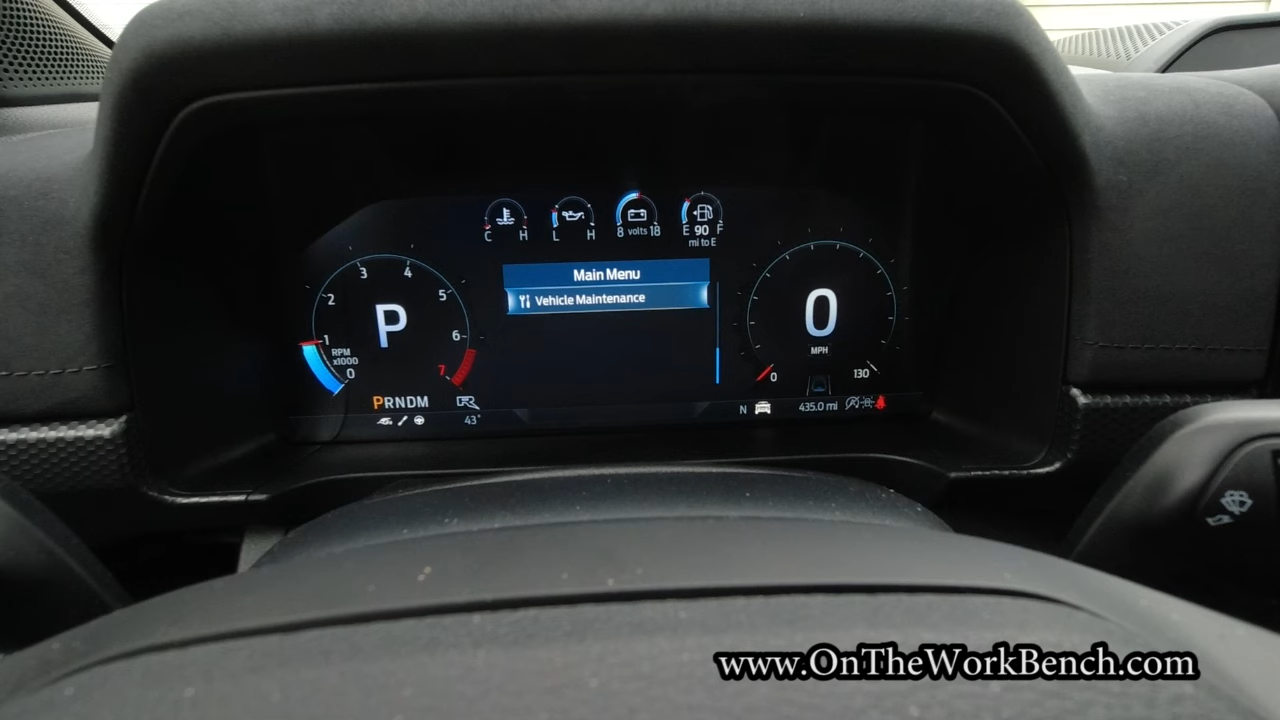 C H L H 8 volts 18 E 90 F
mi to E
Main Menu
Vehicle Maintenance
1 2 3 4 5 6 7
P
RPM
x1000
0
PRNDM
43°
0
MPH
0 130
N 435.0 mi
www.OnTheWorkBench.com